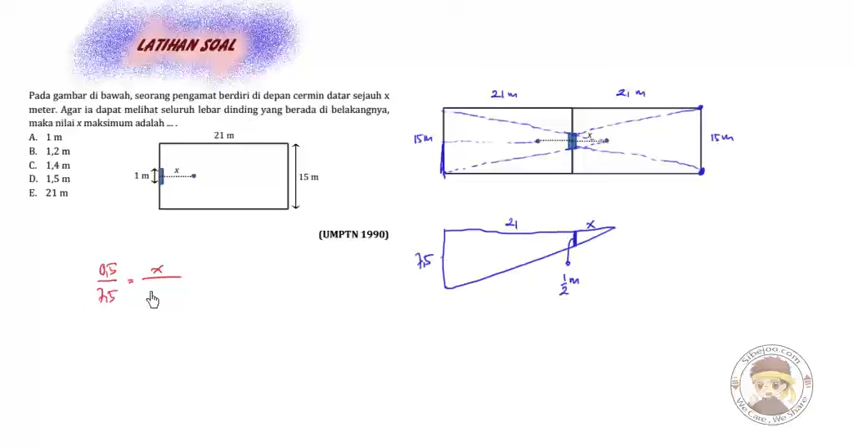 LATIHAN SOAL
Pada gambar di bawah, seorang pengamat berdiri di depan cermin datar sejauh x
meter. Agar ia dapat melihat seluruh lebar dinding yang berada di belakangnya,
maka nilai x maksimum adalah ... .
A. 1 m
B. 1,2 m
C. 1,4 m
D. 1,5 m
E. 21 m
21 m
1 m
x
15 m
(UMPTN 1990)
21 m
21 m
15 m
x
15 m
21
x
7,5
1/2 m
0,5/7,5 = x/
Sibejoo.com
We Care, We Share